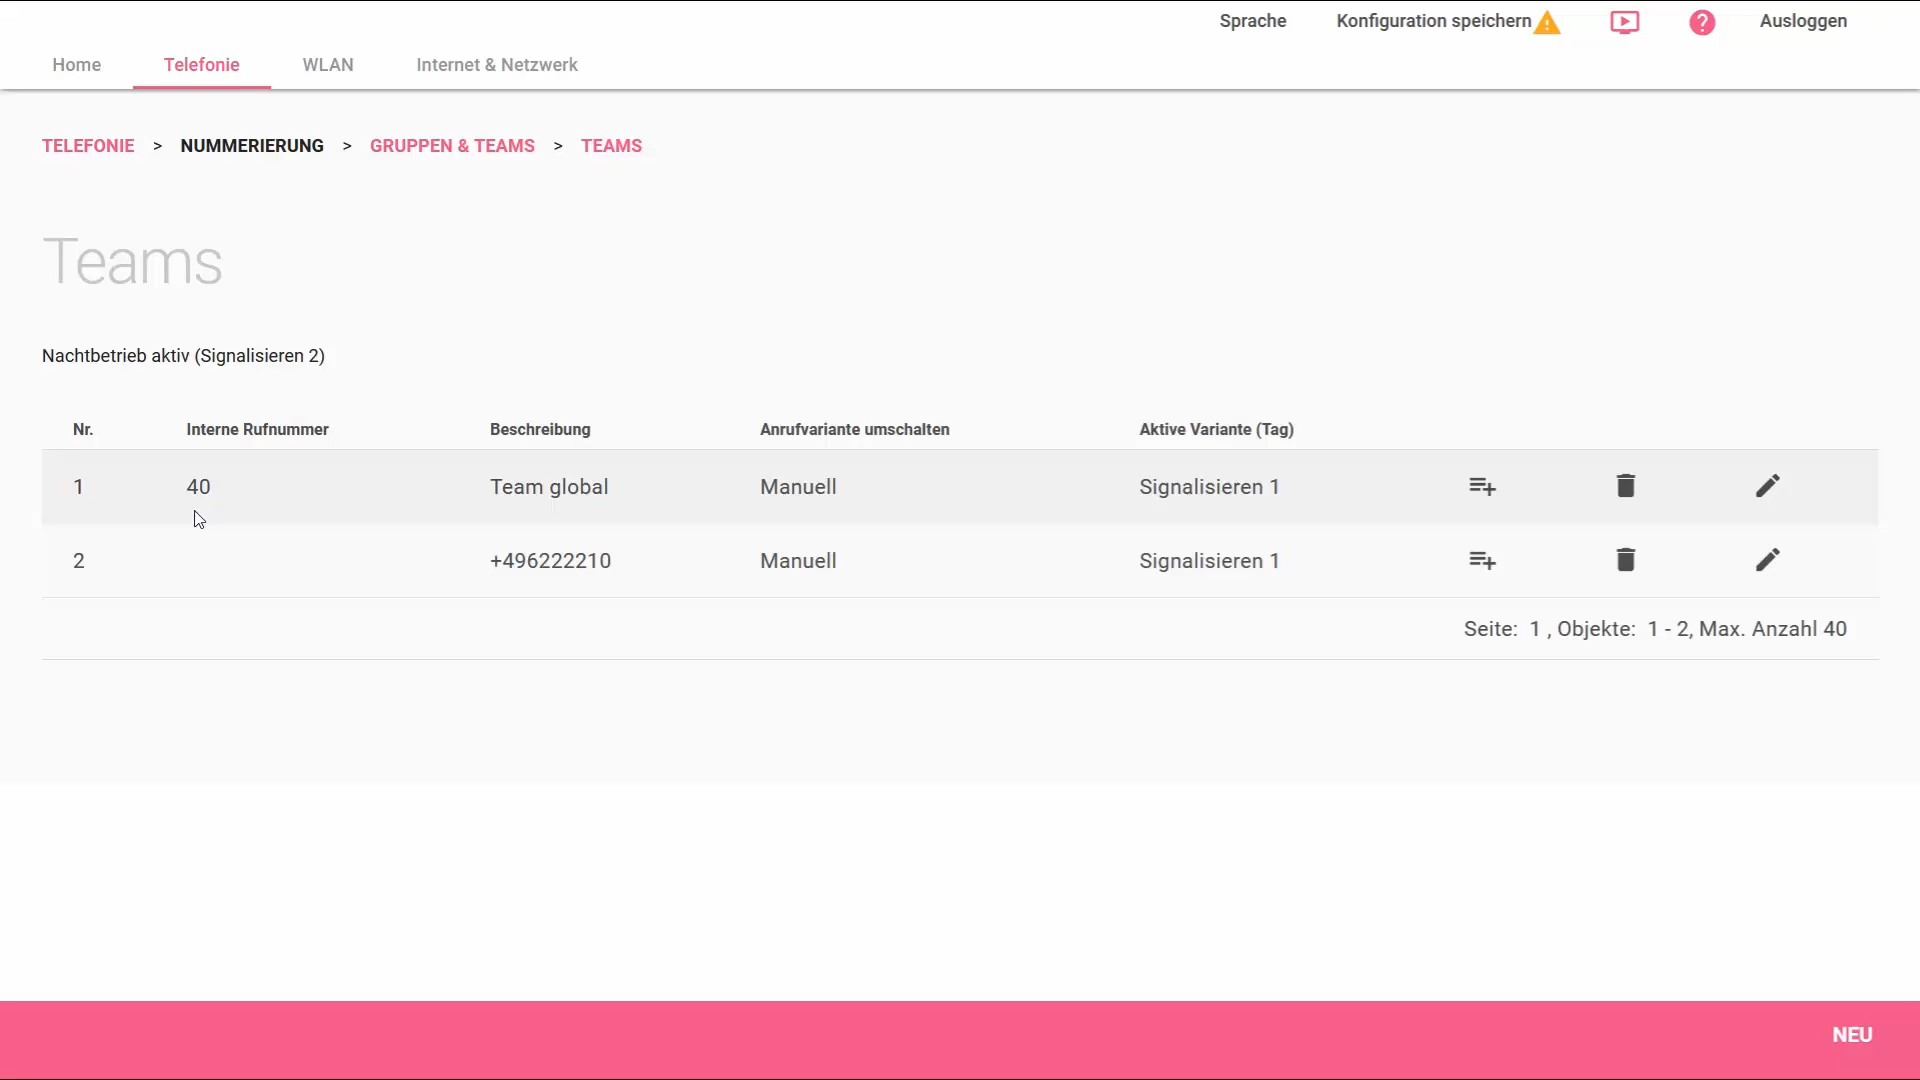 Sprache Konfiguration speichern Ausloggen
Home Telefonie WLAN Internet & Netzwerk
TELEFONIE > NUMMERIERUNG > GRUPPEN & TEAMS > TEAMS
Teams
Nachtbetrieb aktiv (Signalisieren 2)
Nr. Interne Rufnummer Beschreibung Anrufvariante umschalten Aktive Variante (Tag)
1 40 Team global Manuell Signalisieren 1
2 +496222210 Manuell Signalisieren 1
Seite: 1 , Objekte: 1 - 2, Max. Anzahl 40
NEU